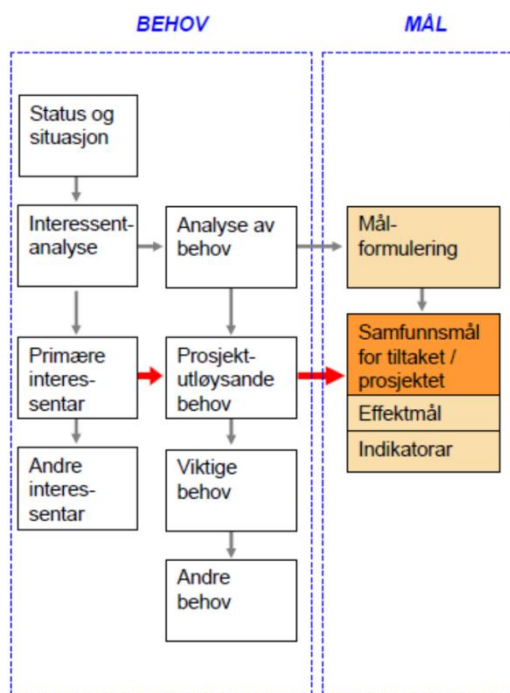 BEHOV
MÅL
Status og
situasjon
Interessent-
analyse
Analyse av
behov
Mål-
formulering
Primære
interes-
sentar
Prosjekt-
utløysande
behov
Samfunnsmål
for tiltaket /
prosjektet
Effektmål
Indikatorar
Andre
interes-
sentar
Viktige
behov
Andre
behov